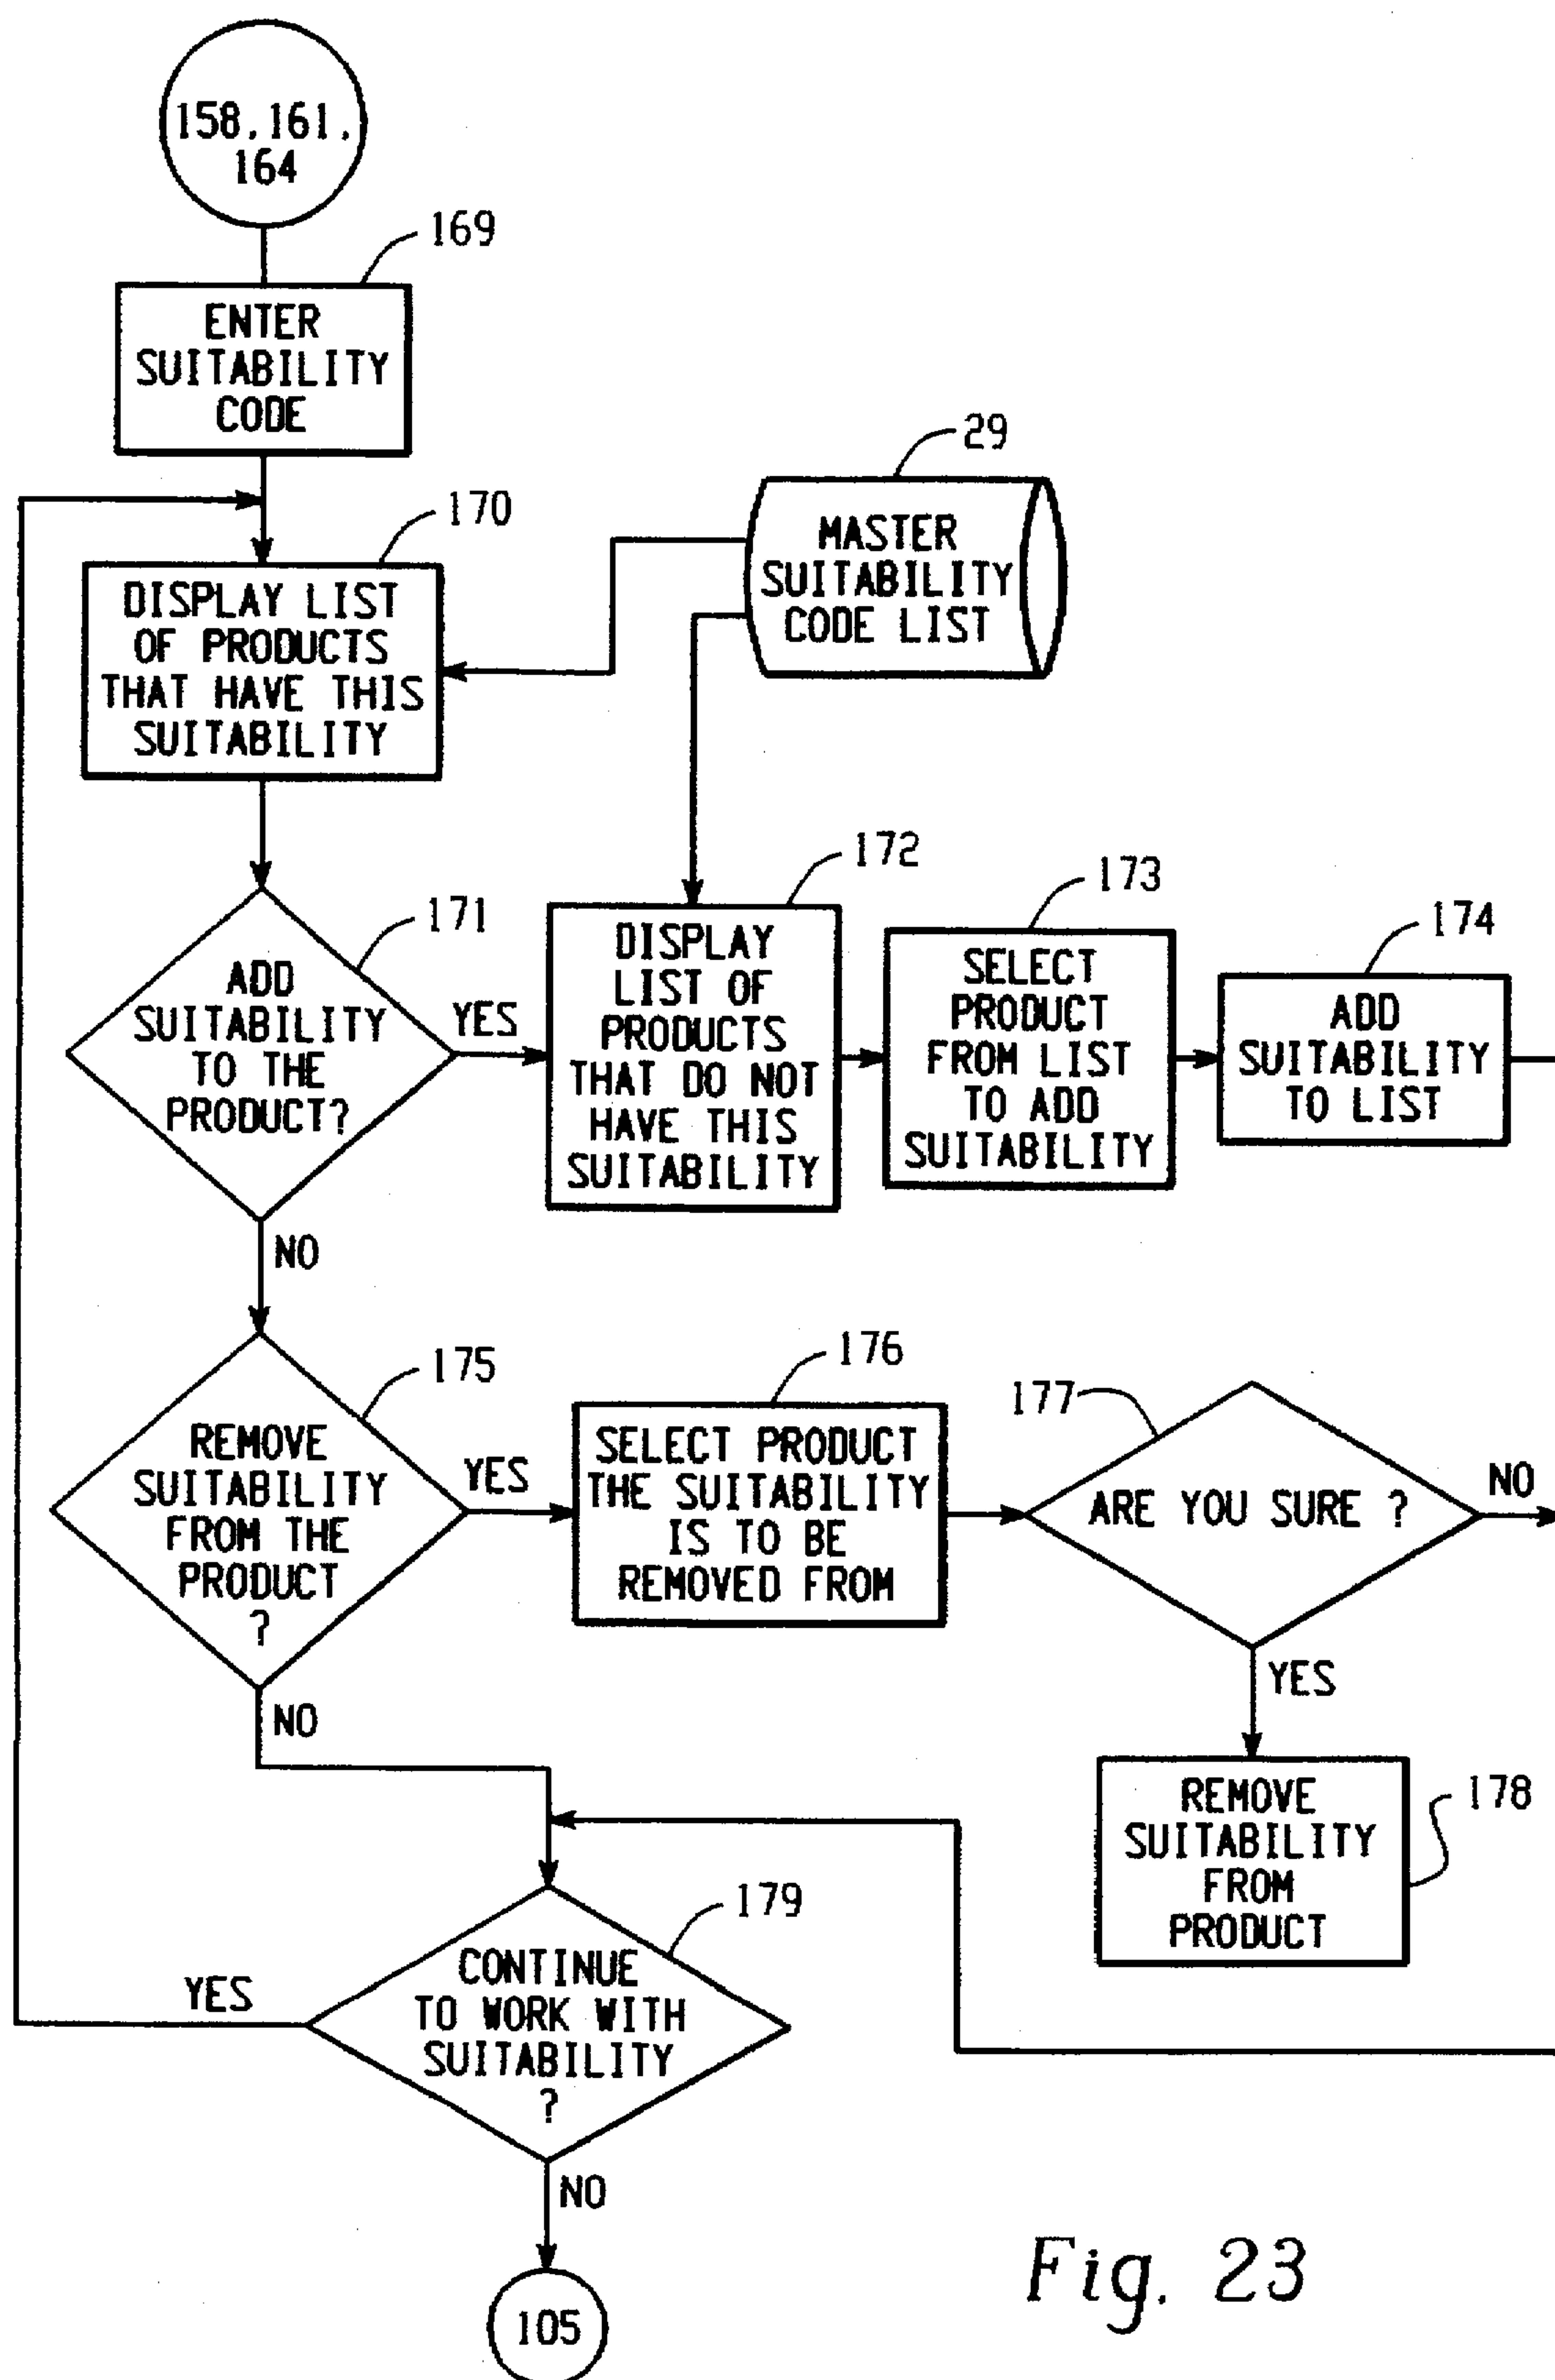 158,161,
164
169
ENTER
SUITABILITY
CODE
29
MASTER
SUITABILITY
CODE LIST
170
DISPLAY LIST
OF PRODUCTS
THAT HAVE THIS
SUITABILITY
171
ADD
SUITABILITY
TO THE
PRODUCT?
YES
NO
172
DISPLAY
LIST OF
PRODUCTS
THAT DO NOT
HAVE THIS
SUITABILITY
173
SELECT
PRODUCT
FROM LIST
TO ADD
SUITABILITY
174
ADD
SUITABILITY
TO LIST
175
REMOVE
SUITABILITY
FROM THE
PRODUCT
?
YES
NO
176
SELECT PRODUCT
THE SUITABILITY
IS TO BE
REMOVED FROM
177
ARE YOU SURE ?
NO
YES
178
REMOVE
SUITABILITY
FROM
PRODUCT
179
CONTINUE
TO WORK WITH
SUITABILITY
?
YES
NO
105
Fig. 23